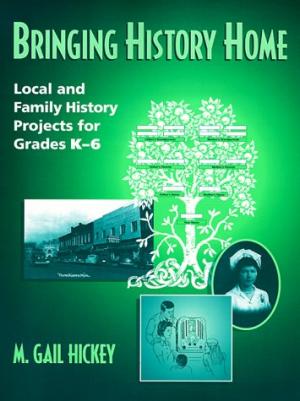 BRINGING HISTORY HOME
Local and
Family History
Projects for
Grades K–6
M. GAIL HICKEY